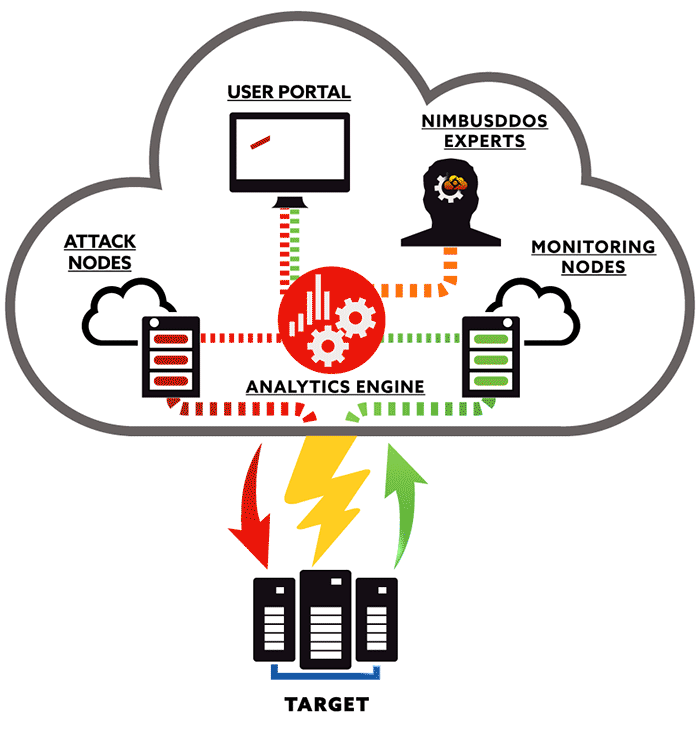 USER PORTAL
NIMBUSDDOS
EXPERTS
ATTACK
NODES
MONITORING
NODES
ANALYTICS ENGINE
TARGET